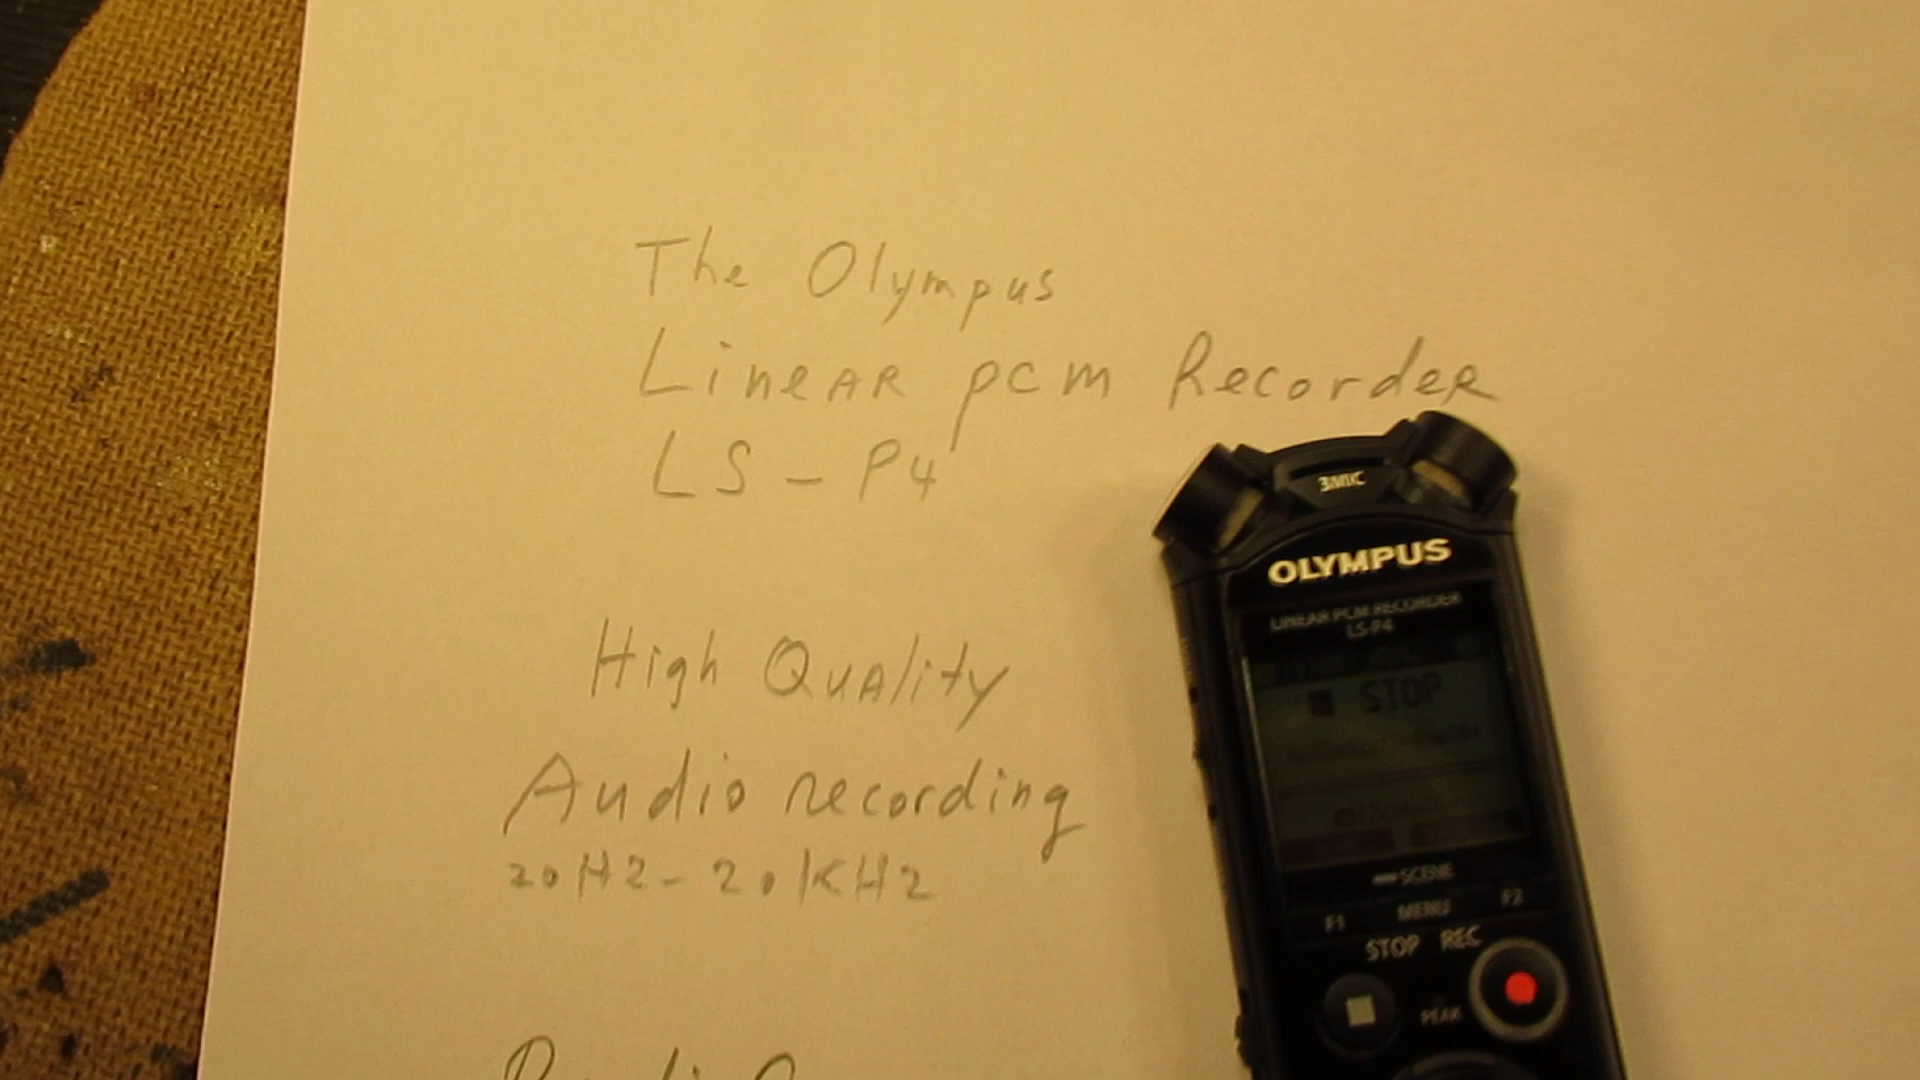 The Olympus
LineAR pcm Recorder
LS - P4
3MIC
OLYMPUS
LINEAR PCM RECORDER
LS-P4
STOP
High QuAlity
Audio recording
20HZ - 20KHZ
SCENE
F1 MENU F2
STOP REC
PEAK